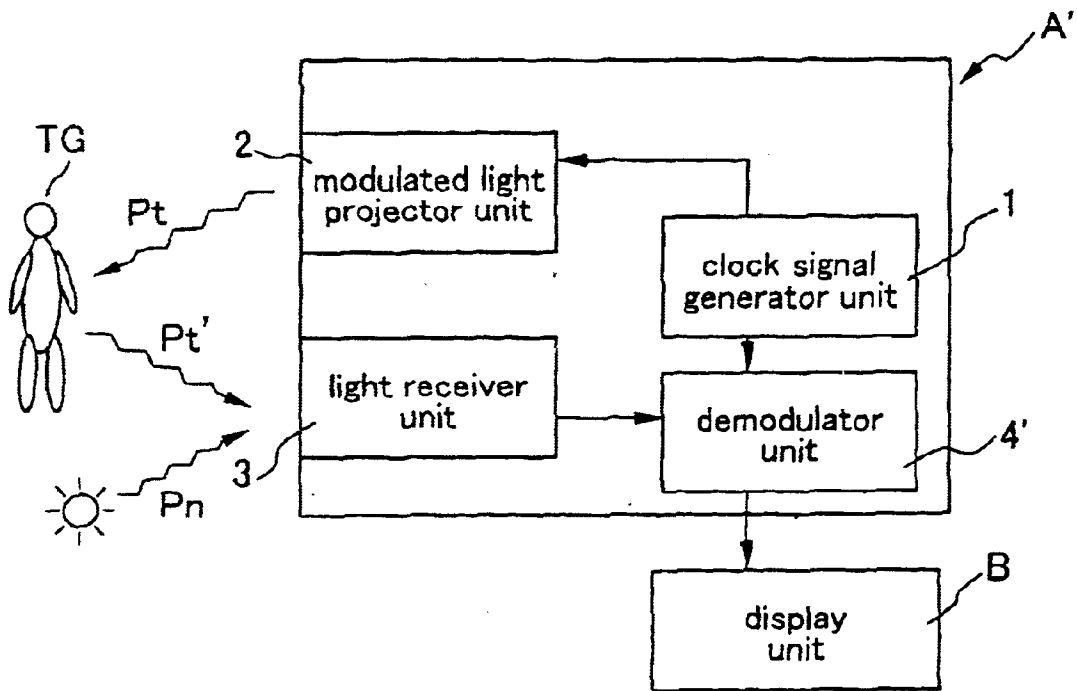 A'
TG
2
modulated light
projector unit
Pt
1
clock signal
generator unit
Pt'
light receiver
unit
demodulator
unit
3
4'
Pn
B
display
unit